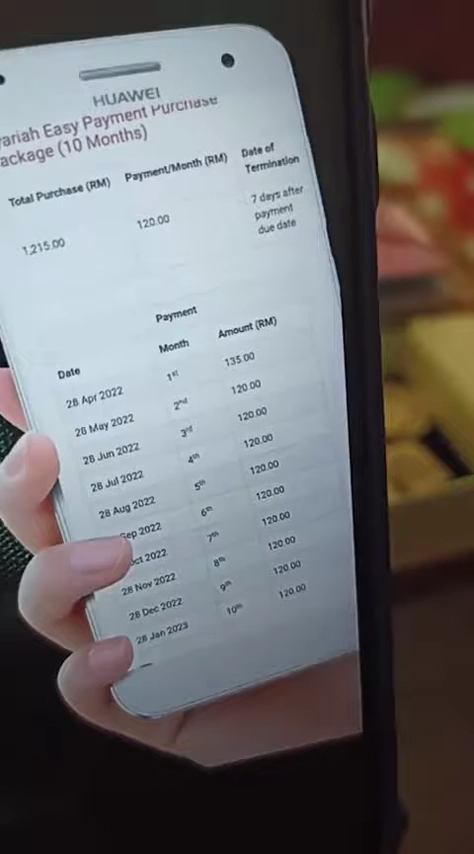 HUAWEI
Easy Payment Purchase
(10 Months)
Total Purchase (RM) Payment/Month (RM) Date of Termination
1,215.00 120.00 7 days after payment due date
Payment
Date Month Amount (RM)
28 Apr 2022 1st 135.00
28 May 2022 2nd 120.00
28 Jun 2022 3rd 120.00
28 Jul 2022 4th 120.00
28 Aug 2022 5th 120.00
Sep 2022 6th 120.00
2022 7th 120.00
28 Nov 2022 8th 120.00
28 Dec 2022 9th 120.00
28 Jan 2023 10th 120.00